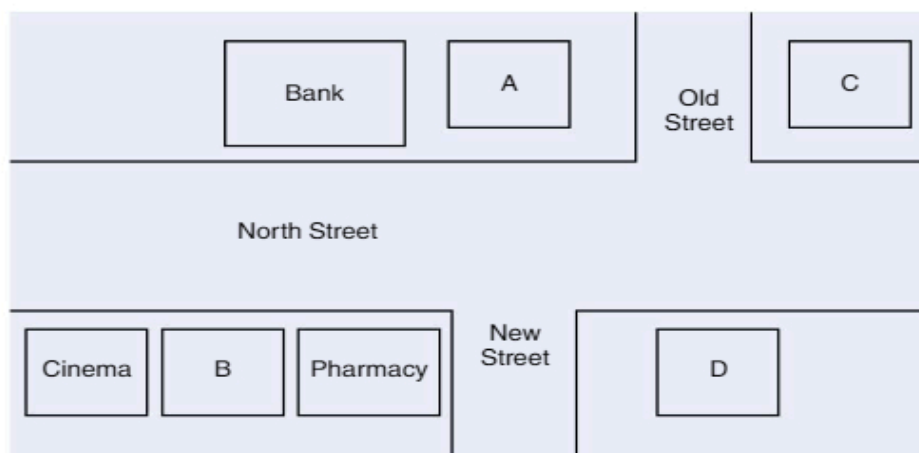 Bank
A
Old
Street
C
North Street
Cinema
B
Pharmacy
New
Street
D